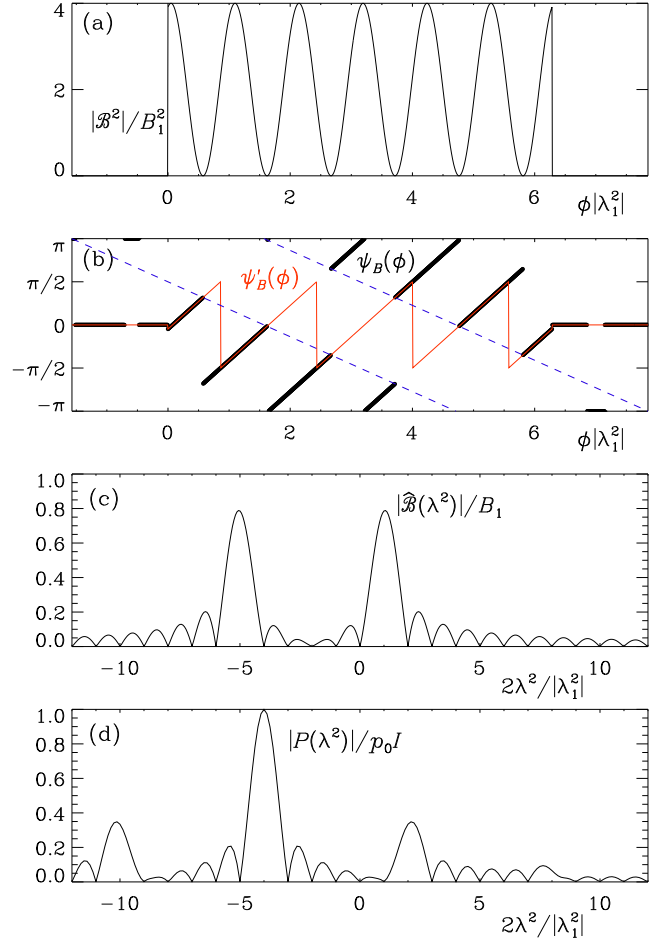 (a)
4
2
0
|ℬ²|/B₁²
0 2 4 6
ϕ|λ₁²|
(b)
π
π/2
0
−π/2
−π
ψ′_B(ϕ)
ψ_B(ϕ)
0 2 4 6
ϕ|λ₁²|
(c)
1.0
0.8
0.6
0.4
0.2
0.0
|ℬ̂(λ²)|/B₁
−10 −5 0 5 10
2λ²/|λ₁²|
(d)
1.0
0.8
0.6
0.4
0.2
0.0
|P(λ²)|/p₀I
−10 −5 0 5 10
2λ²/|λ₁²|